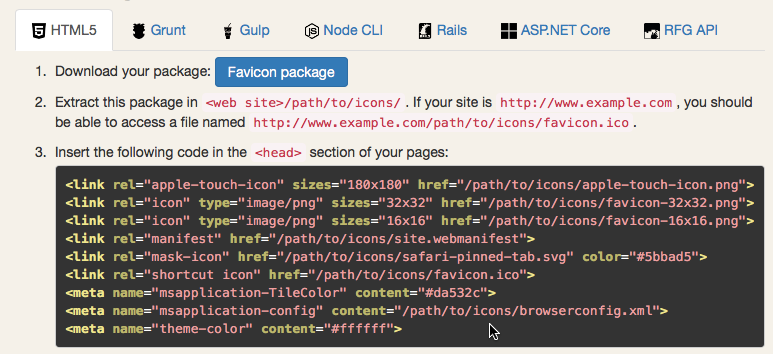 HTML5 Grunt Gulp Node CLI Rails ASP.NET Core RFG API
1. Download your package: Favicon package
2. Extract this package in <web site>/path/to/icons/ . If your site is http://www.example.com , you should
be able to access a file named http://www.example.com/path/to/icons/favicon.ico .
3. Insert the following code in the <head> section of your pages:
<link rel="apple-touch-icon" sizes="180x180" href="/path/to/icons/apple-touch-icon.png">
<link rel="icon" type="image/png" sizes="32x32" href="/path/to/icons/favicon-32x32.png">
<link rel="icon" type="image/png" sizes="16x16" href="/path/to/icons/favicon-16x16.png">
<link rel="manifest" href="/path/to/icons/site.webmanifest">
<link rel="mask-icon" href="/path/to/icons/safari-pinned-tab.svg" color="#5bbad5">
<link rel="shortcut icon" href="/path/to/icons/favicon.ico">
<meta name="msapplication-TileColor" content="#da532c">
<meta name="msapplication-config" content="/path/to/icons/browserconfig.xml">
<meta name="theme-color" content="#ffffff">